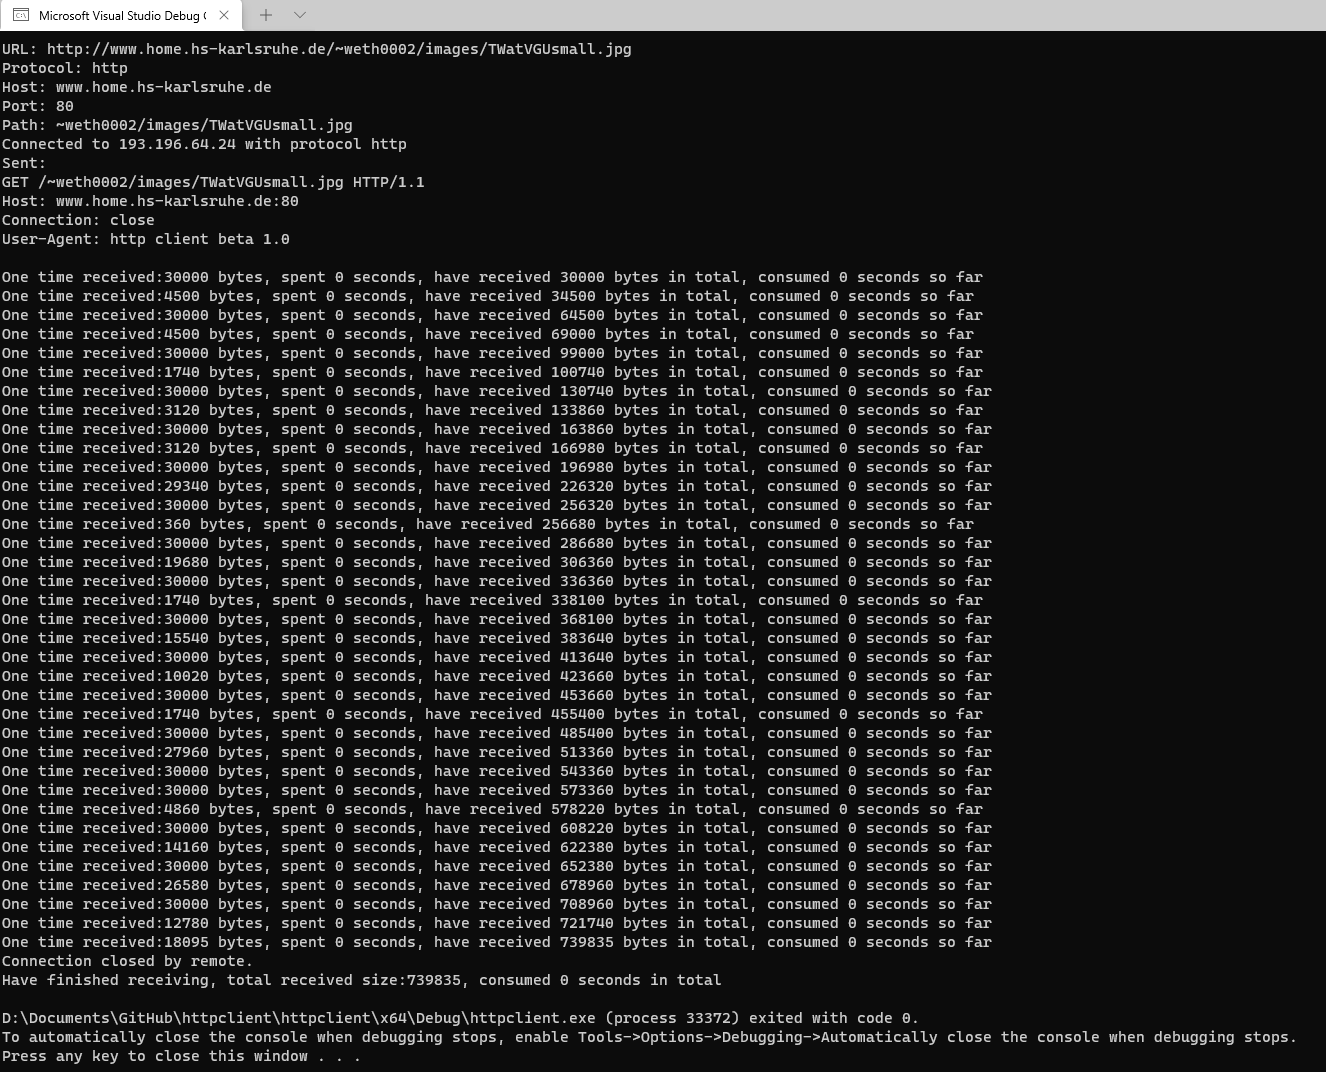 Microsoft Visual Studio Debug C
URL: http://www.home.hs-karlsruhe.de/~weth0002/images/TWatVGUsmall.jpg
Protocol: http
Host: www.home.hs-karlsruhe.de
Port: 80
Path: ~weth0002/images/TWatVGUsmall.jpg
Connected to 193.196.64.24 with protocol http
Sent:
GET /~weth0002/images/TWatVGUsmall.jpg HTTP/1.1
Host: www.home.hs-karlsruhe.de:80
Connection: close
User-Agent: http client beta 1.0
One time received:30000 bytes, spent 0 seconds, have received 30000 bytes in total, consumed 0 seconds so far
One time received:4500 bytes, spent 0 seconds, have received 34500 bytes in total, consumed 0 seconds so far
One time received:30000 bytes, spent 0 seconds, have received 64500 bytes in total, consumed 0 seconds so far
One time received:4500 bytes, spent 0 seconds, have received 69000 bytes in total, consumed 0 seconds so far
One time received:30000 bytes, spent 0 seconds, have received 99000 bytes in total, consumed 0 seconds so far
One time received:1740 bytes, spent 0 seconds, have received 100740 bytes in total, consumed 0 seconds so far
One time received:30000 bytes, spent 0 seconds, have received 130740 bytes in total, consumed 0 seconds so far
One time received:3120 bytes, spent 0 seconds, have received 133860 bytes in total, consumed 0 seconds so far
One time received:30000 bytes, spent 0 seconds, have received 163860 bytes in total, consumed 0 seconds so far
One time received:3120 bytes, spent 0 seconds, have received 166980 bytes in total, consumed 0 seconds so far
One time received:30000 bytes, spent 0 seconds, have received 196980 bytes in total, consumed 0 seconds so far
One time received:29340 bytes, spent 0 seconds, have received 226320 bytes in total, consumed 0 seconds so far
One time received:30000 bytes, spent 0 seconds, have received 256320 bytes in total, consumed 0 seconds so far
One time received:360 bytes, spent 0 seconds, have received 256680 bytes in total, consumed 0 seconds so far
One time received:30000 bytes, spent 0 seconds, have received 286680 bytes in total, consumed 0 seconds so far
One time received:19680 bytes, spent 0 seconds, have received 306360 bytes in total, consumed 0 seconds so far
One time received:30000 bytes, spent 0 seconds, have received 336360 bytes in total, consumed 0 seconds so far
One time received:1740 bytes, spent 0 seconds, have received 338100 bytes in total, consumed 0 seconds so far
One time received:30000 bytes, spent 0 seconds, have received 368100 bytes in total, consumed 0 seconds so far
One time received:15540 bytes, spent 0 seconds, have received 383640 bytes in total, consumed 0 seconds so far
One time received:30000 bytes, spent 0 seconds, have received 413640 bytes in total, consumed 0 seconds so far
One time received:10020 bytes, spent 0 seconds, have received 423660 bytes in total, consumed 0 seconds so far
One time received:30000 bytes, spent 0 seconds, have received 453660 bytes in total, consumed 0 seconds so far
One time received:1740 bytes, spent 0 seconds, have received 455400 bytes in total, consumed 0 seconds so far
One time received:30000 bytes, spent 0 seconds, have received 485400 bytes in total, consumed 0 seconds so far
One time received:27960 bytes, spent 0 seconds, have received 513360 bytes in total, consumed 0 seconds so far
One time received:30000 bytes, spent 0 seconds, have received 543360 bytes in total, consumed 0 seconds so far
One time received:30000 bytes, spent 0 seconds, have received 573360 bytes in total, consumed 0 seconds so far
One time received:4860 bytes, spent 0 seconds, have received 578220 bytes in total, consumed 0 seconds so far
One time received:30000 bytes, spent 0 seconds, have received 608220 bytes in total, consumed 0 seconds so far
One time received:14160 bytes, spent 0 seconds, have received 622380 bytes in total, consumed 0 seconds so far
One time received:30000 bytes, spent 0 seconds, have received 652380 bytes in total, consumed 0 seconds so far
One time received:26580 bytes, spent 0 seconds, have received 678960 bytes in total, consumed 0 seconds so far
One time received:30000 bytes, spent 0 seconds, have received 708960 bytes in total, consumed 0 seconds so far
One time received:12780 bytes, spent 0 seconds, have received 721740 bytes in total, consumed 0 seconds so far
One time received:18095 bytes, spent 0 seconds, have received 739835 bytes in total, consumed 0 seconds so far
Connection closed by remote.
Have finished receiving, total received size:739835, consumed 0 seconds in total
D:\Documents\GitHub\httpclient\httpclient\x64\Debug\httpclient.exe (process 33372) exited with code 0.
To automatically close the console when debugging stops, enable Tools->Options->Debugging->Automatically close the console when debugging stops.
Press any key to close this window . . .